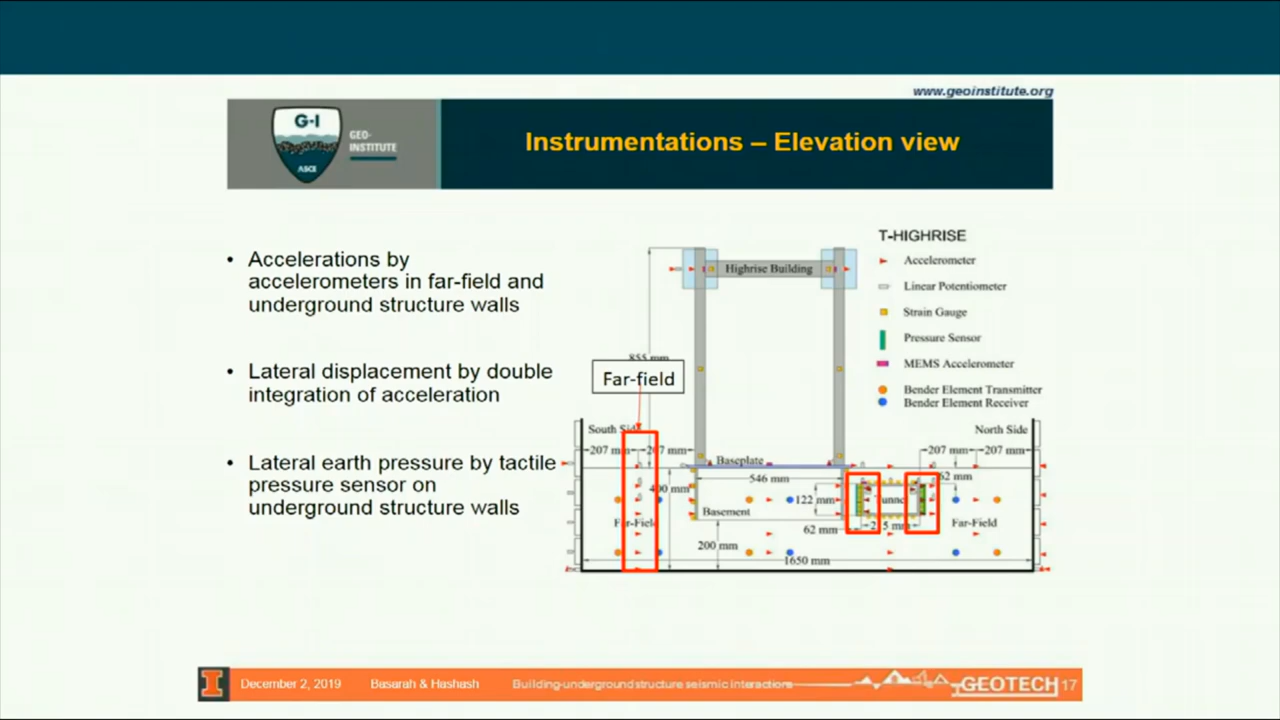 www.geoinstitute.org
G-I
GEO-
INSTITUTE
ASCE
Instrumentations – Elevation view
• Accelerations by
accelerometers in far-field and
underground structure walls
• Lateral displacement by double
integration of acceleration
• Lateral earth pressure by tactile
pressure sensor on
underground structure walls
T-HIGHRISE
Accelerometer
Linear Potentiometer
Strain Gauge
Pressure Sensor
MEMS Accelerometer
Bender Element Transmitter
Bender Element Receiver
Highrise Building
855 mm
Far-field
South
North Side
207 207 mm
207 mm 207 mm
Baseplate
546 mm
400 mm
122 mm
62 mm
Basement
62 mm
Far-Field
Far-Field
200 mm
1650 mm
December 2, 2019 Basarah & Hashash Building-underground structure seismic interactions GEOTECH 17